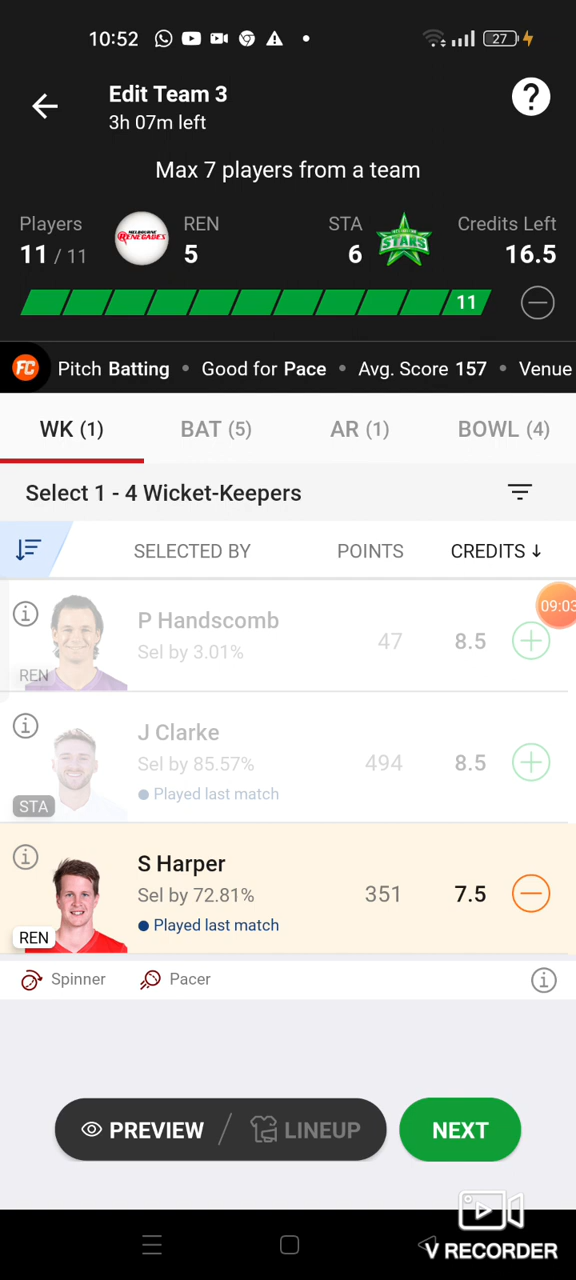 10:52
27
Edit Team 3
3h 07m left
?
Max 7 players from a team
Players
11 / 11
MELBOURNE
RENEGADES
REN
5
STA
6
STARS
Credits Left
16.5
11
FC Pitch Batting • Good for Pace • Avg. Score 157 • Venue
WK (1) BAT (5) AR (1) BOWL (4)
Select 1 - 4 Wicket-Keepers
SELECTED BY POINTS CREDITS ↓
09:03
P Handscomb
Sel by 3.01%
47 8.5
REN
J Clarke
Sel by 85.57%
494 8.5
Played last match
STA
S Harper
Sel by 72.81%
351 7.5
Played last match
REN
Spinner Pacer
PREVIEW / LINEUP NEXT
V RECORDER